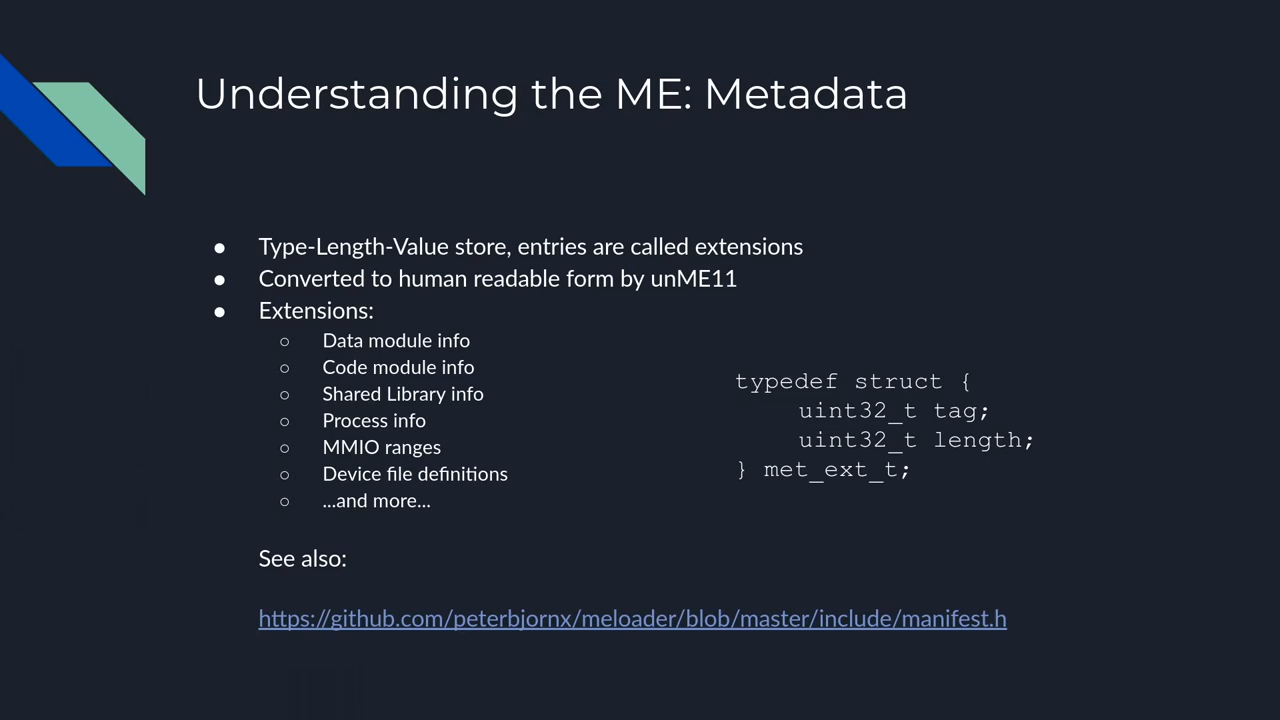 Understanding the ME: Metadata
● Type-Length-Value store, entries are called extensions
● Converted to human readable form by unME11
● Extensions:
○ Data module info
○ Code module info
○ Shared Library info
○ Process info
○ MMIO ranges
○ Device file definitions
○ ...and more...
typedef struct {
uint32_t tag;
uint32_t length;
} met_ext_t;
See also:
https://github.com/peterbjornx/meloader/blob/master/include/manifest.h